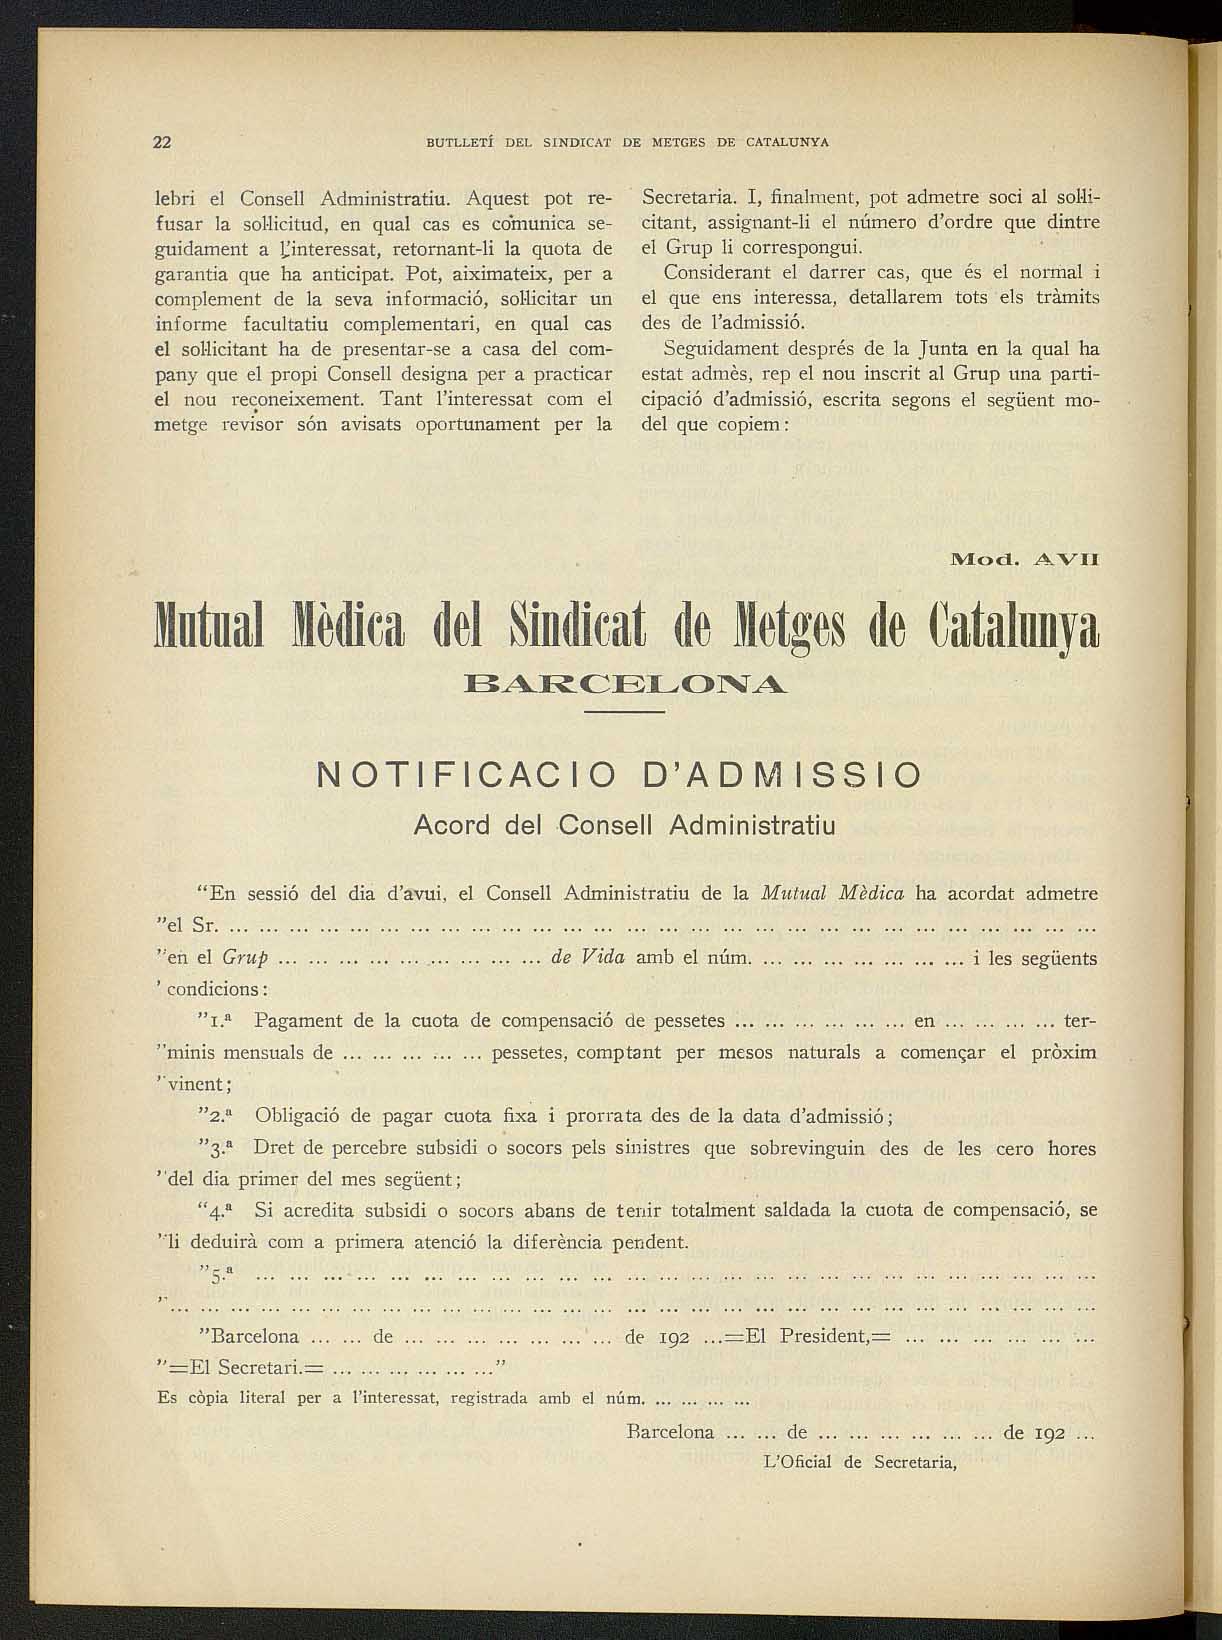 22
BUTLLETÍ DEL SINDICAT DE METGES DE CATALUNYA
lebri el Consell Administratiu. Aquest pot re-
fusar la sol·licitud, en qual cas es comunica se-
guidament a l'interessat, retornant-li la quota de
garantia que ha anticipat. Pot, aiximateix, per a
complement de la seva informació, sol·licitar un
informe facultatiu complementari, en qual cas
el sol·licitant ha de presentar-se a casa del com-
pany que el propi Consell designa per a practicar
el nou reconeixement. Tant l'interessat com el
metge revisor són avisats oportunament per la
Secretaria. I, finalment, pot admetre soci al sol·li-
citant, assignant-li el número d'ordre que dintre
el Grup li correspongui.
Considerant el darrer cas, que és el normal i
el que ens interessa, detallarem tots els tràmits
des de l'admissió.
Seguidament després de la Junta en la qual ha
estat admès, rep el nou inscrit al Grup una parti-
cipació d'admissió, escrita segons el següent mo-
del que copiem:
Mod. AVII
Mutual Mèdica del Sindicat de Metges de Catalunya
BARCELONA
NOTIFICACIO D'ADMISSIO
Acord del Consell Administratiu
"En sessió del dia d'avui, el Consell Administratiu de la Mutual Mèdica ha acordat admetre
"el Sr. ... ... ... ... ... ... ... ... ... ... ... ... ... ... ... ... ... ... ... ... ... ... ... ... ... ... ... ...
"en el Grup ... ... ... ... ... ... ... ... ... de Vida amb el núm. ... ... ... ... ... ... ... i les següents
' condicions:
"1.ª Pagament de la cuota de compensació de pessetes ... ... ... ... ... ... en ... ... ... ... ter-
"minis mensuals de ... ... ... ... ... pessetes, comptant per mesos naturals a començar el pròxim
"vinent;
"2.ª Obligació de pagar cuota fixa i prorrata des de la data d'admissió;
"3.ª Dret de percebre subsidi o socors pels sinistres que sobrevinguin des de les cero hores
"del dia primer del mes següent;
"4.ª Si acredita subsidi o socors abans de tenir totalment saldada la cuota de compensació, se
"li deduirà com a primera atenció la diferència pendent.
"5.ª ... ... ... ... ... ... ... ... ... ... ... ... ... ... ... ... ... ... ... ... ... ... ... ... ... ... ...
"... ... ... ... ... ... ... ... ... ... ... ... ... ... ... ... ... ... ... ... ... ... ... ... ... ... ... ... ... ...
"Barcelona ... ... de ... ... ... ... ... ... ... de 192 ...=El President,= ... ... ... ... ... ...
"=El Secretari.= ... ... ... ... ... ..."
Es còpia literal per a l'interessat, registrada amb el núm. ... ... ... ...
Barcelona ... ... de ... ... ... ... ... ... de 192 ...
L'Oficial de Secretaria,